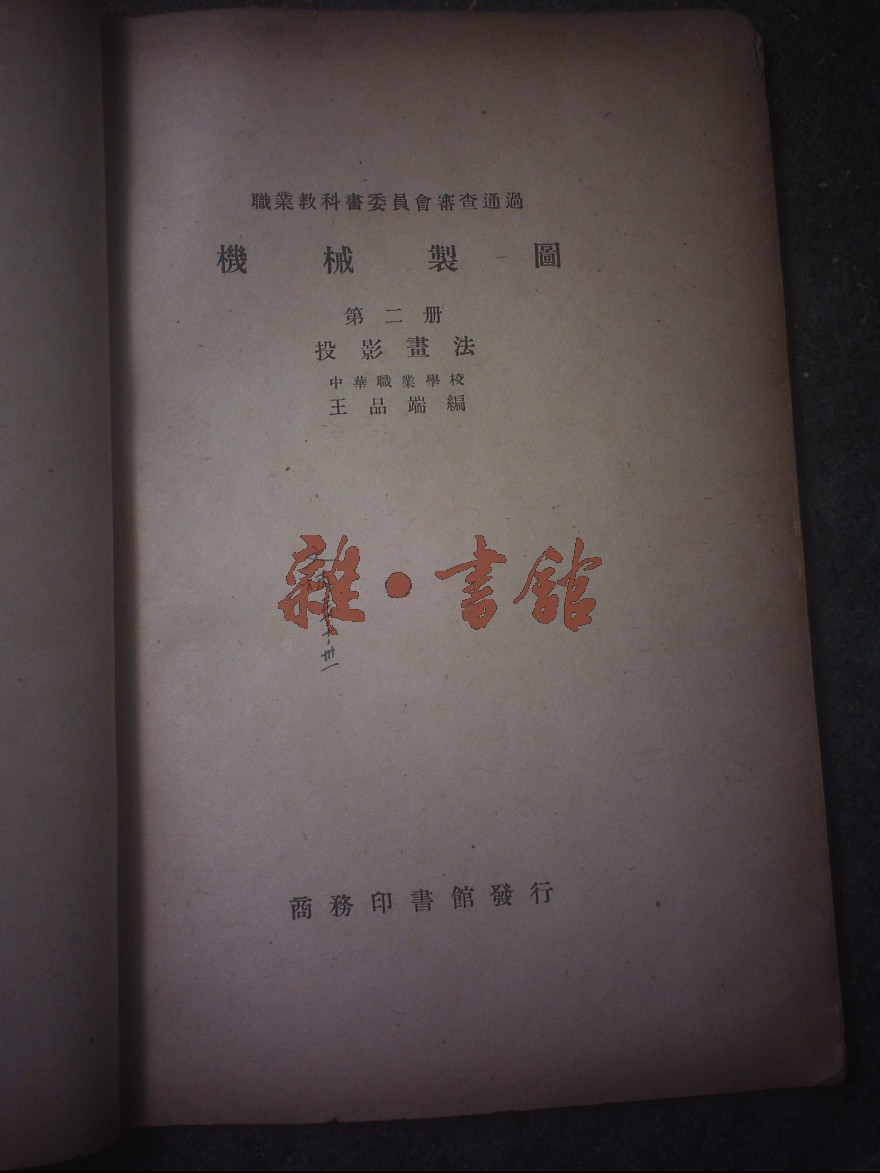 職業教科書委員會審查通過
機械製圖
第二册
投影畫法
中華職業學校
王品端編
雜·書館
商務印書館發行